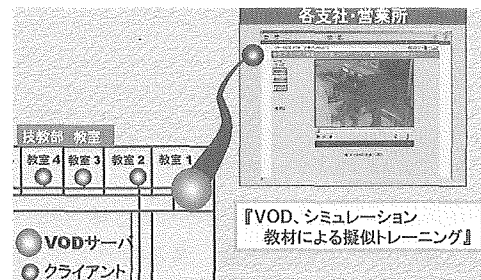 各支社・営業所
技教部 教室
教室4 教室3 教室2 教室1
『VOD、シミュレーション
教材による擬似トレーニング』
VODサーバ
クライアント